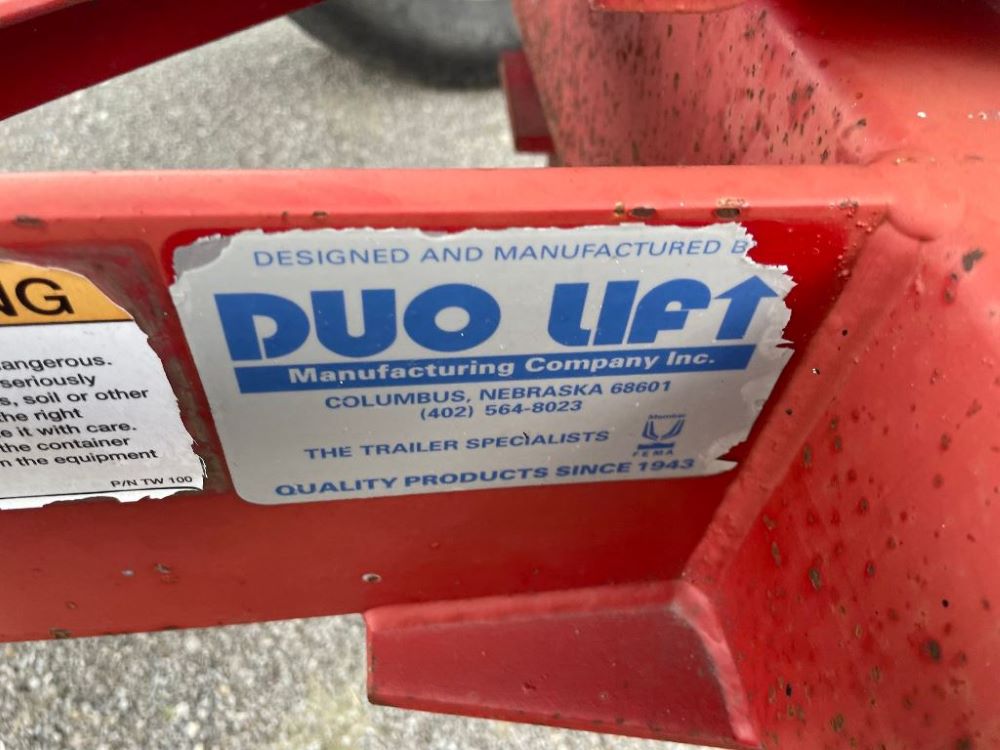 DESIGNED AND MANUFACTURED B
DUO LIFT
Manufacturing Company Inc.
COLUMBUS, NEBRASKA 68601
(402) 564-8023
THE TRAILER SPECIALISTS
Member
FEMA
QUALITY PRODUCTS SINCE 1943
NG
angerous.
seriously
s, soil or other
the right
e it with care.
the container
n the equipment
P/N TW 100